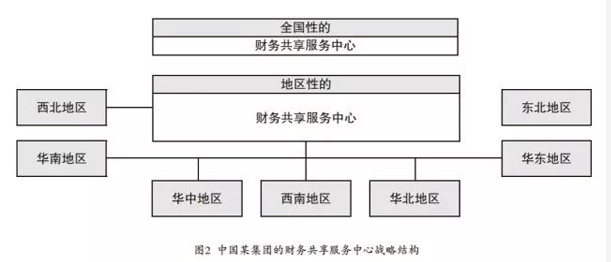 全国性的
财务共享服务中心
地区性的
西北地区
财务共享服务中心
东北地区
华南地区
华东地区
华中地区
西南地区
华北地区
图2 中国某集团的财务共享服务中心战略结构